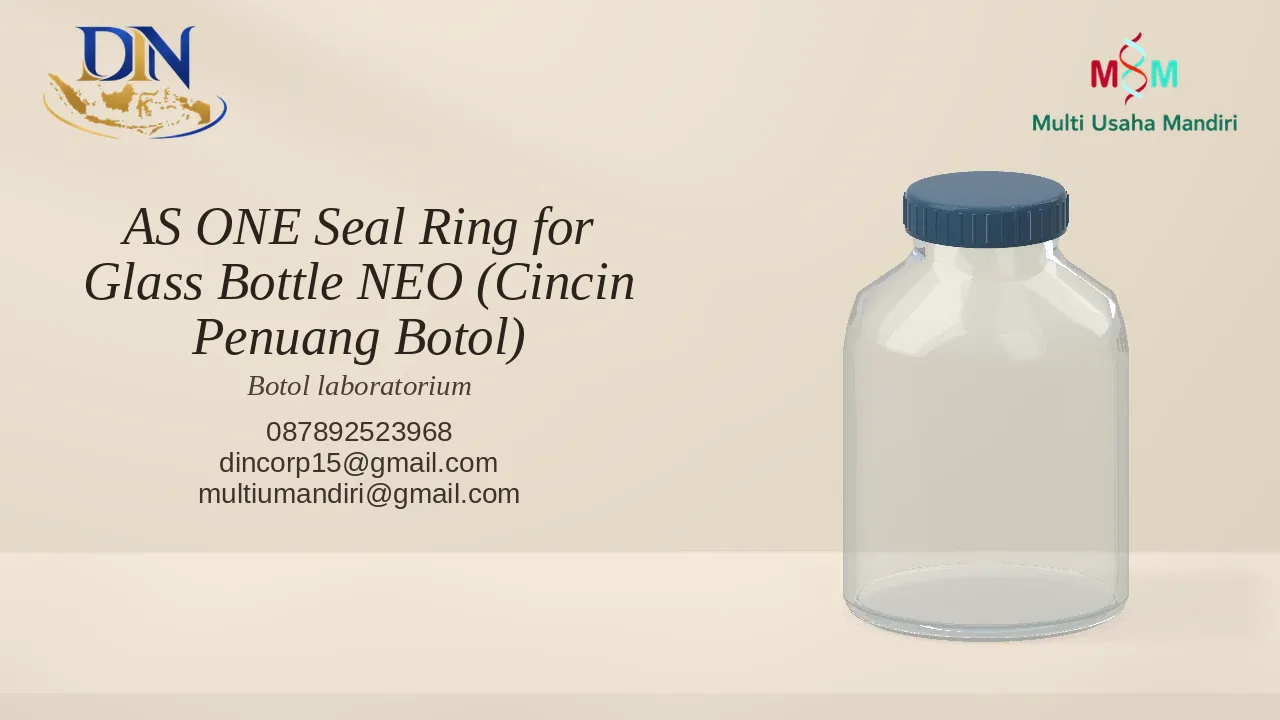 DIN
M M
Multi Usaha Mandiri
AS ONE Seal Ring for
Glass Bottle NEO (Cincin
Penuang Botol)
Botol laboratorium
087892523968
dincorp15@gmail.com
multiumandiri@gmail.com